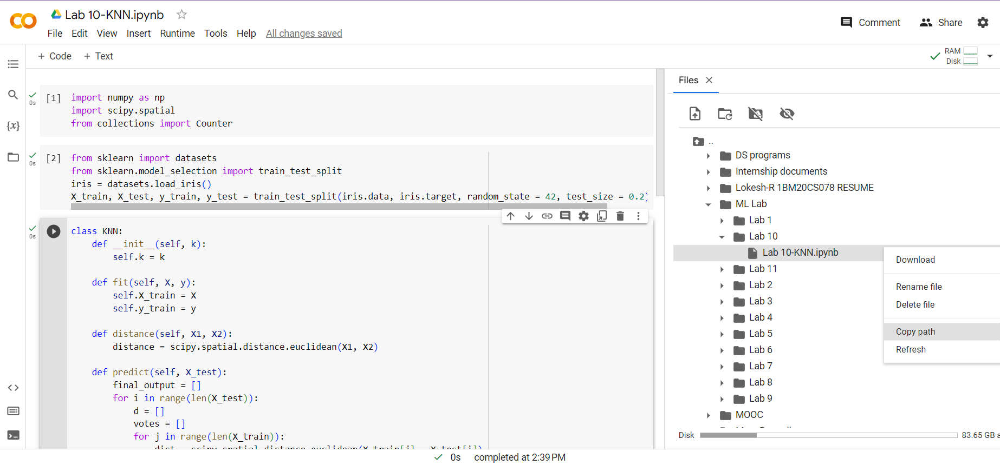 Lab 10-KNN.ipynb
File Edit View Insert Runtime Tools Help All changes saved
Comment Share
+ Code + Text
RAM
Disk
Files
0s
[1]
import numpy as np
import scipy.spatial
from collections import Counter
0s
[2]
from sklearn import datasets
from sklearn.model_selection import train_test_split
iris = datasets.load_iris()
X_train, X_test, y_train, y_test = train_test_split(iris.data, iris.target, random_state = 42, test_size = 0.2)
0s
class KNN:
def __init__(self, k):
self.k = k
def fit(self, X, y):
self.X_train = X
self.y_train = y
def distance(self, X1, X2):
distance = scipy.spatial.distance.euclidean(X1, X2)
def predict(self, X_test):
final_output = []
for i in range(len(X_test)):
d = []
votes = []
for j in range(len(X_train)):
dist = scipy.spatial.distance.euclidean(X_train[j] , X_test[i])
{x}
..
DS programs
Internship documents
Lokesh-R 1BM20CS078 RESUME
ML Lab
Lab 1
Lab 10
Lab 10-KNN.ipynb
Lab 11
Lab 2
Lab 3
Lab 4
Lab 5
Lab 6
Lab 7
Lab 8
Lab 9
MOOC
Download
Rename file
Delete file
Copy path
Refresh
Disk 83.65 GB
0s completed at 2:39 PM